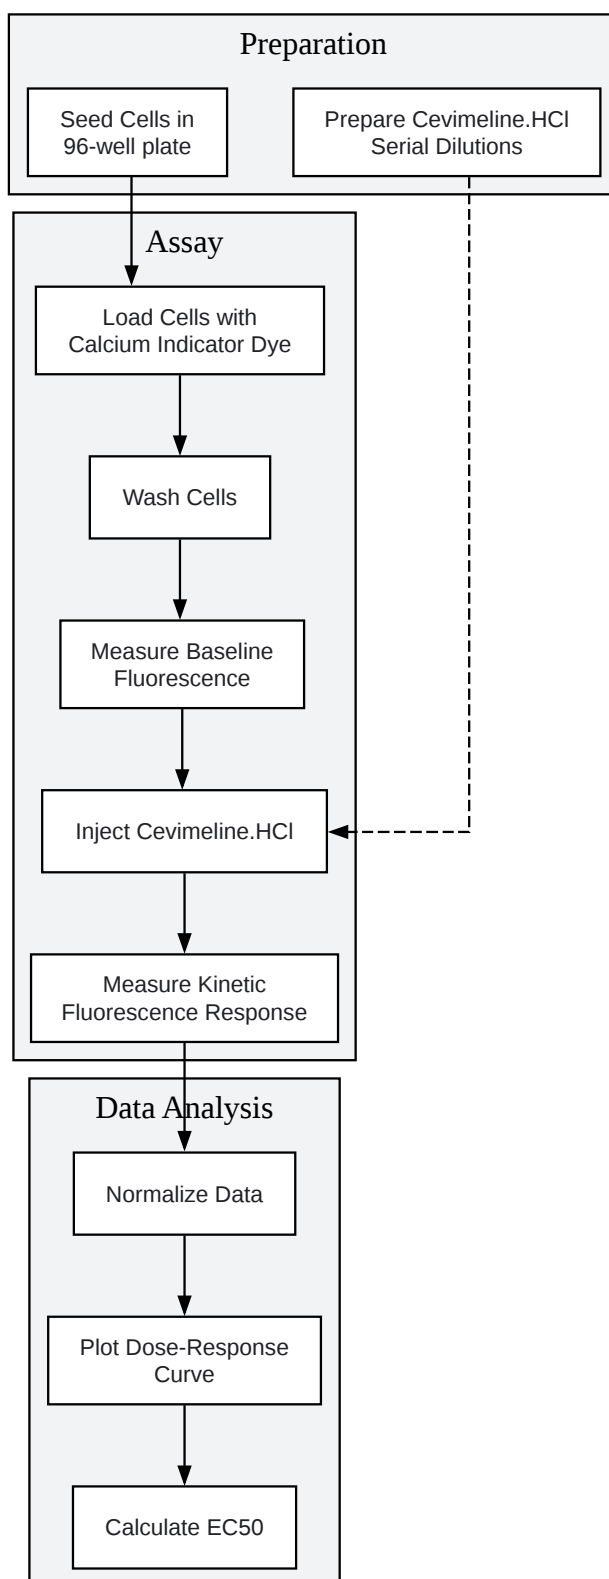 Preparation
Seed Cells in
96-well plate
Prepare Cevimeline.HCl
Serial Dilutions
Assay
Load Cells with
Calcium Indicator Dye
Wash Cells
Measure Baseline
Fluorescence
Inject Cevimeline.HCl
Measure Kinetic
Fluorescence Response
Data Analysis
Normalize Data
Plot Dose-Response
Curve
Calculate EC50